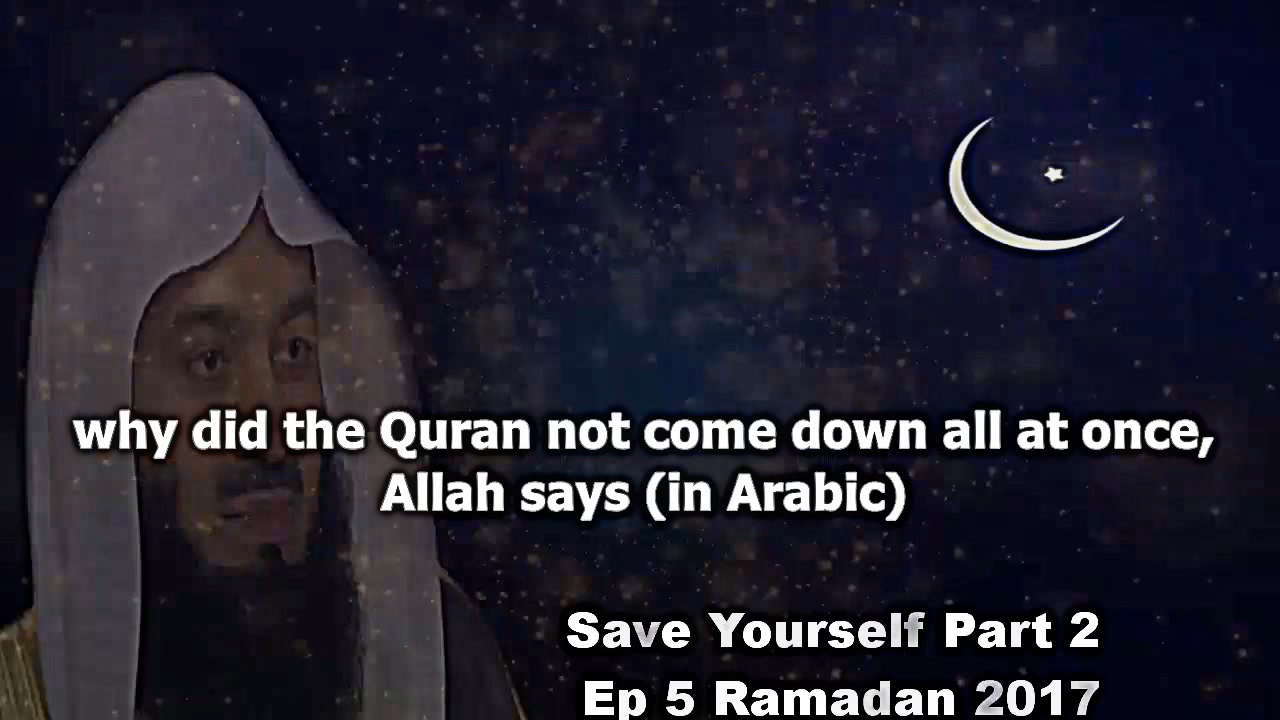 why did the Quran not come down all at once,
Allah says (in Arabic)
Save Yourself Part 2
Ep 5 Ramadan 2017